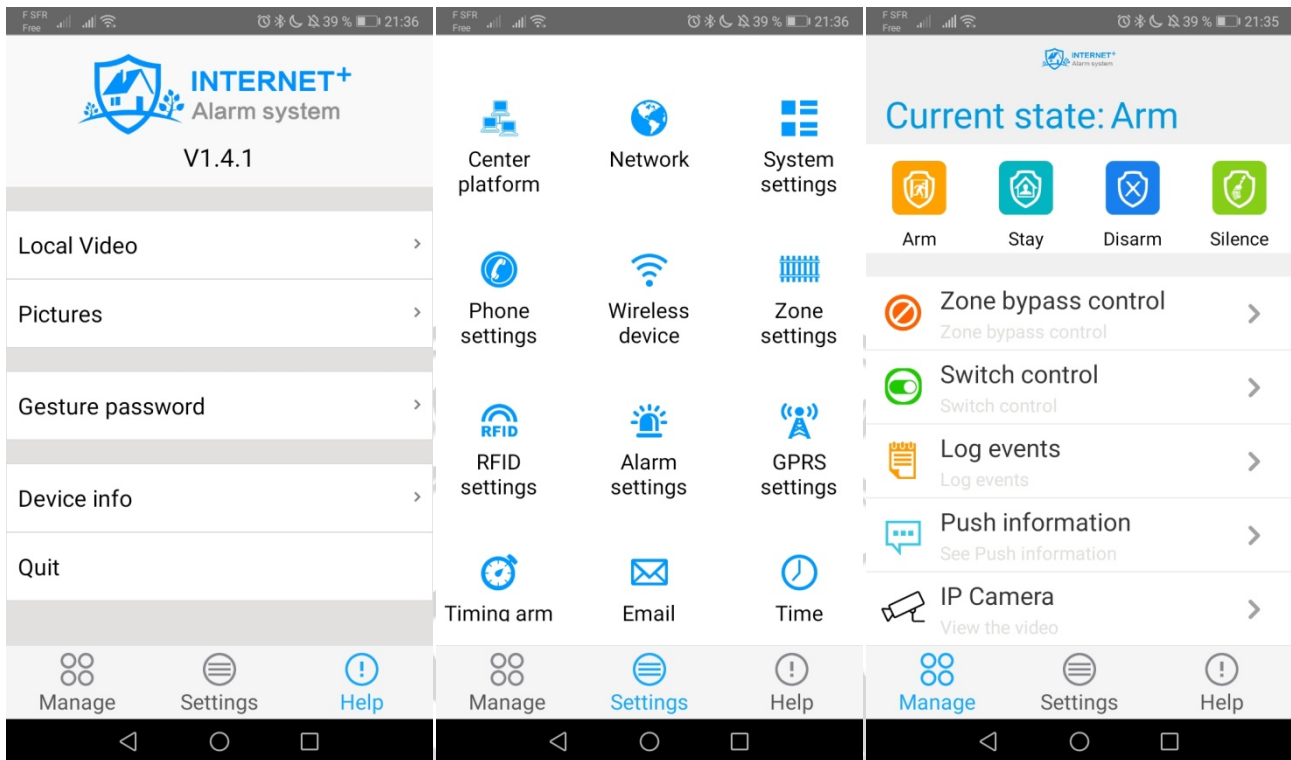 F SFR
Free
39 % 21:36
INTERNET+
Alarm system
V1.4.1
Local Video
Pictures
Gesture password
Device info
Quit
Manage Settings Help
F SFR
Free
39 % 21:36
Center platform
Network
System settings
Phone settings
Wireless device
Zone settings
RFID
RFID settings
Alarm settings
GPRS settings
Timing arm
Email
Time
Manage Settings Help
F SFR
Free
39 % 21:35
INTERNET+
Alarm system
Current state: Arm
Arm Stay Disarm Silence
Zone bypass control
Zone bypass control
Switch control
Switch control
Log events
Log events
Push information
See Push information
IP Camera
View the video
Manage Settings Help